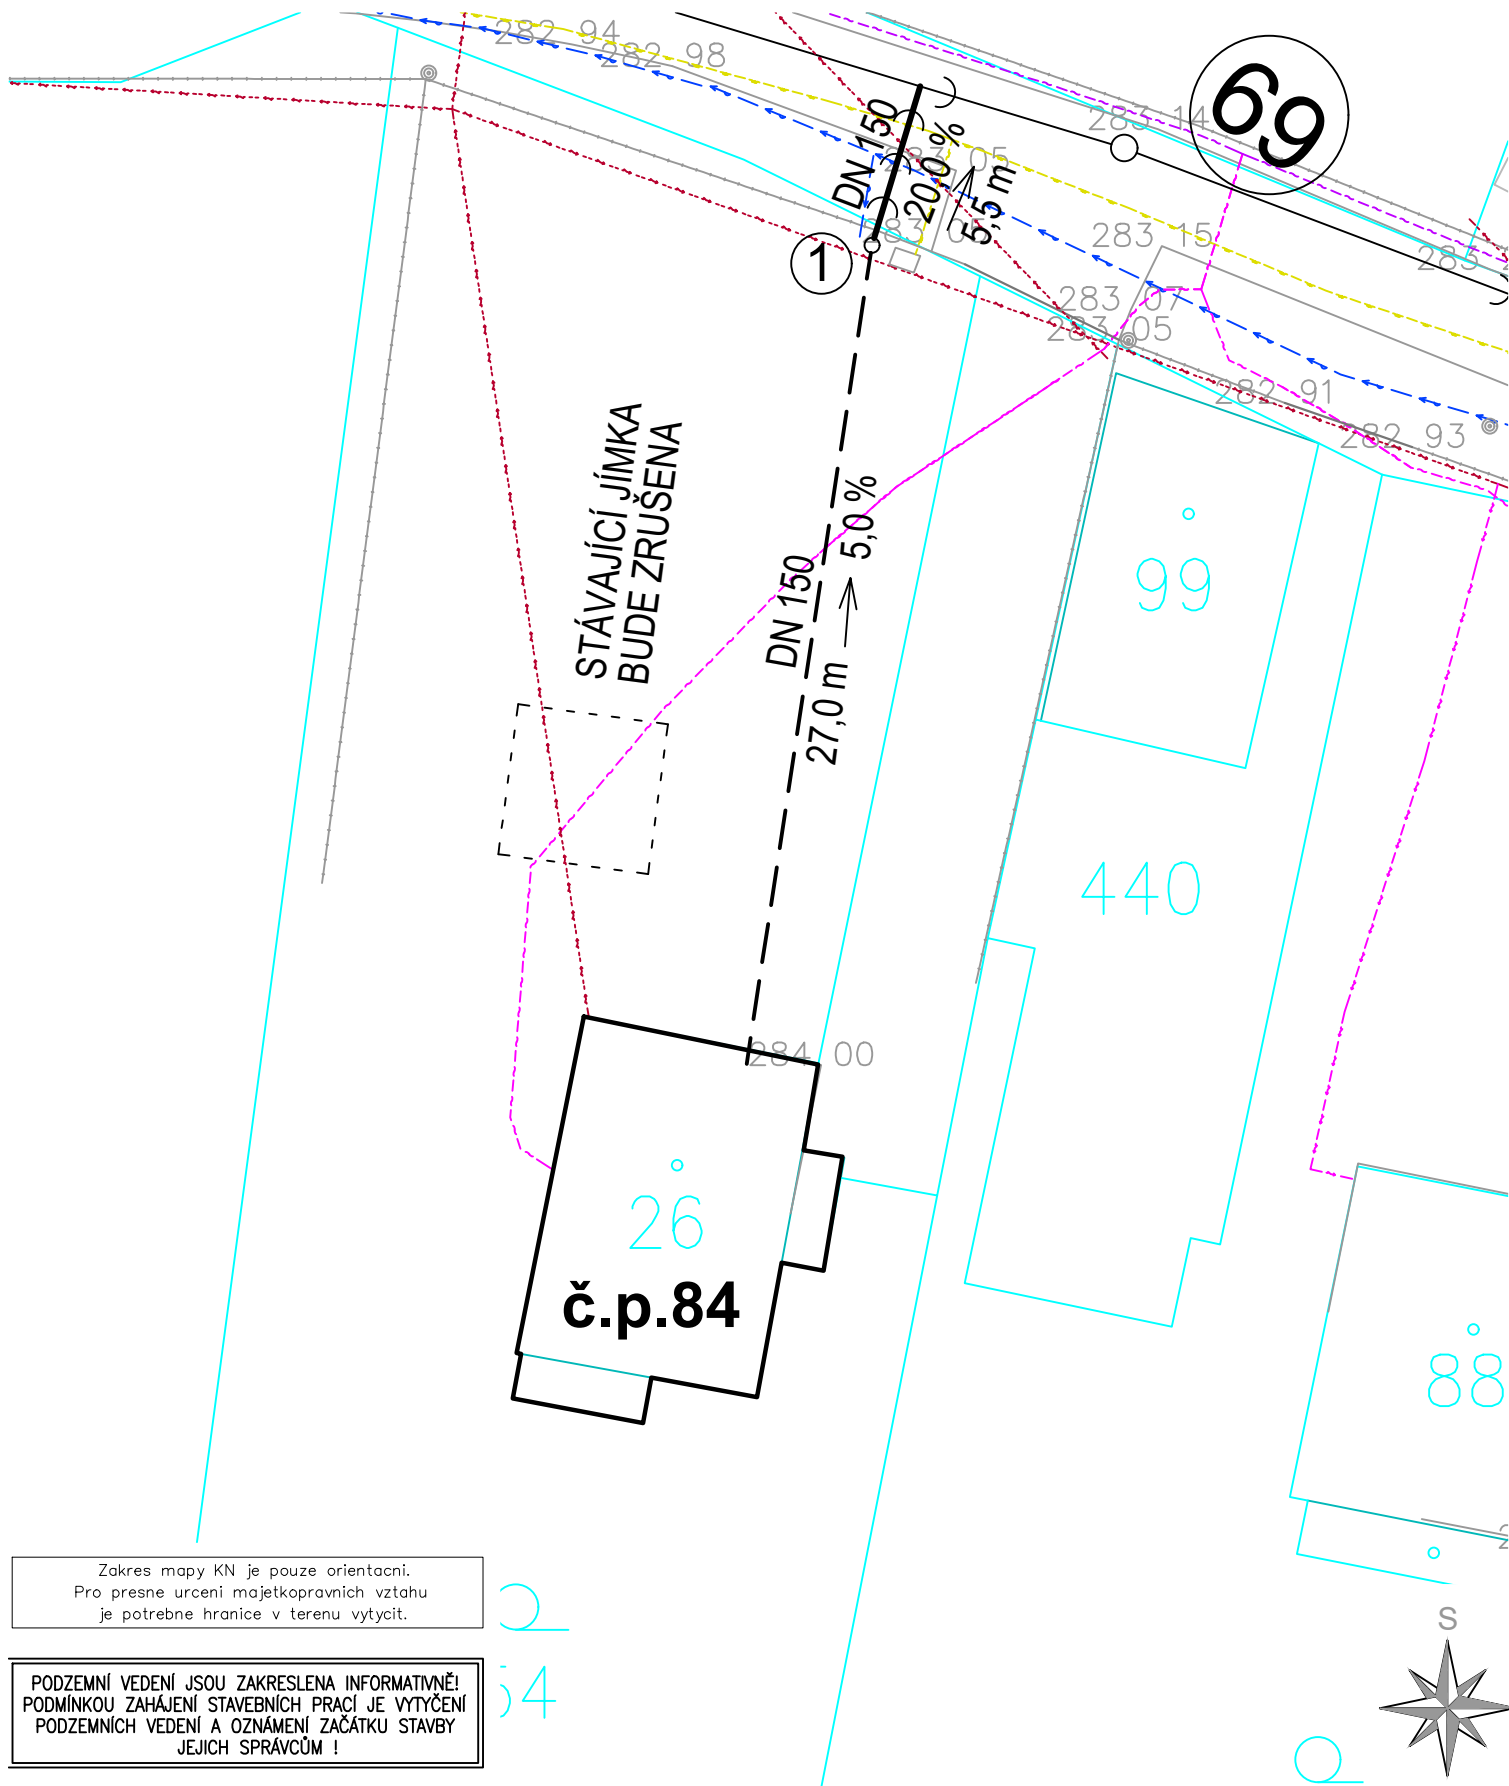 282 94
282 98
69
283 14
DN 150
20,0 %
5,5 m
283 05
283 15
1
283 07
283 05
282 91
282 93
STÁVAJÍCÍ JÍMKA
BUDE ZRUŠENA
DN 150
5,0 %
27,0 m
99
440
284 00
26
č.p.84
88
Zakres mapy KN je pouze orientacni.
Pro presne urceni majetkopravnich vztahu
je potrebne hranice v terenu vytycit.
PODZEMNÍ VEDENÍ JSOU ZAKRESLENA INFORMATIVNĚ!
PODMÍNKOU ZAHÁJENÍ STAVEBNÍCH PRACÍ JE VYTYČENÍ
PODZEMNÍCH VEDENÍ A OZNÁMENÍ ZAČÁTKU STAVBY
JEJICH SPRÁVCŮM !
S